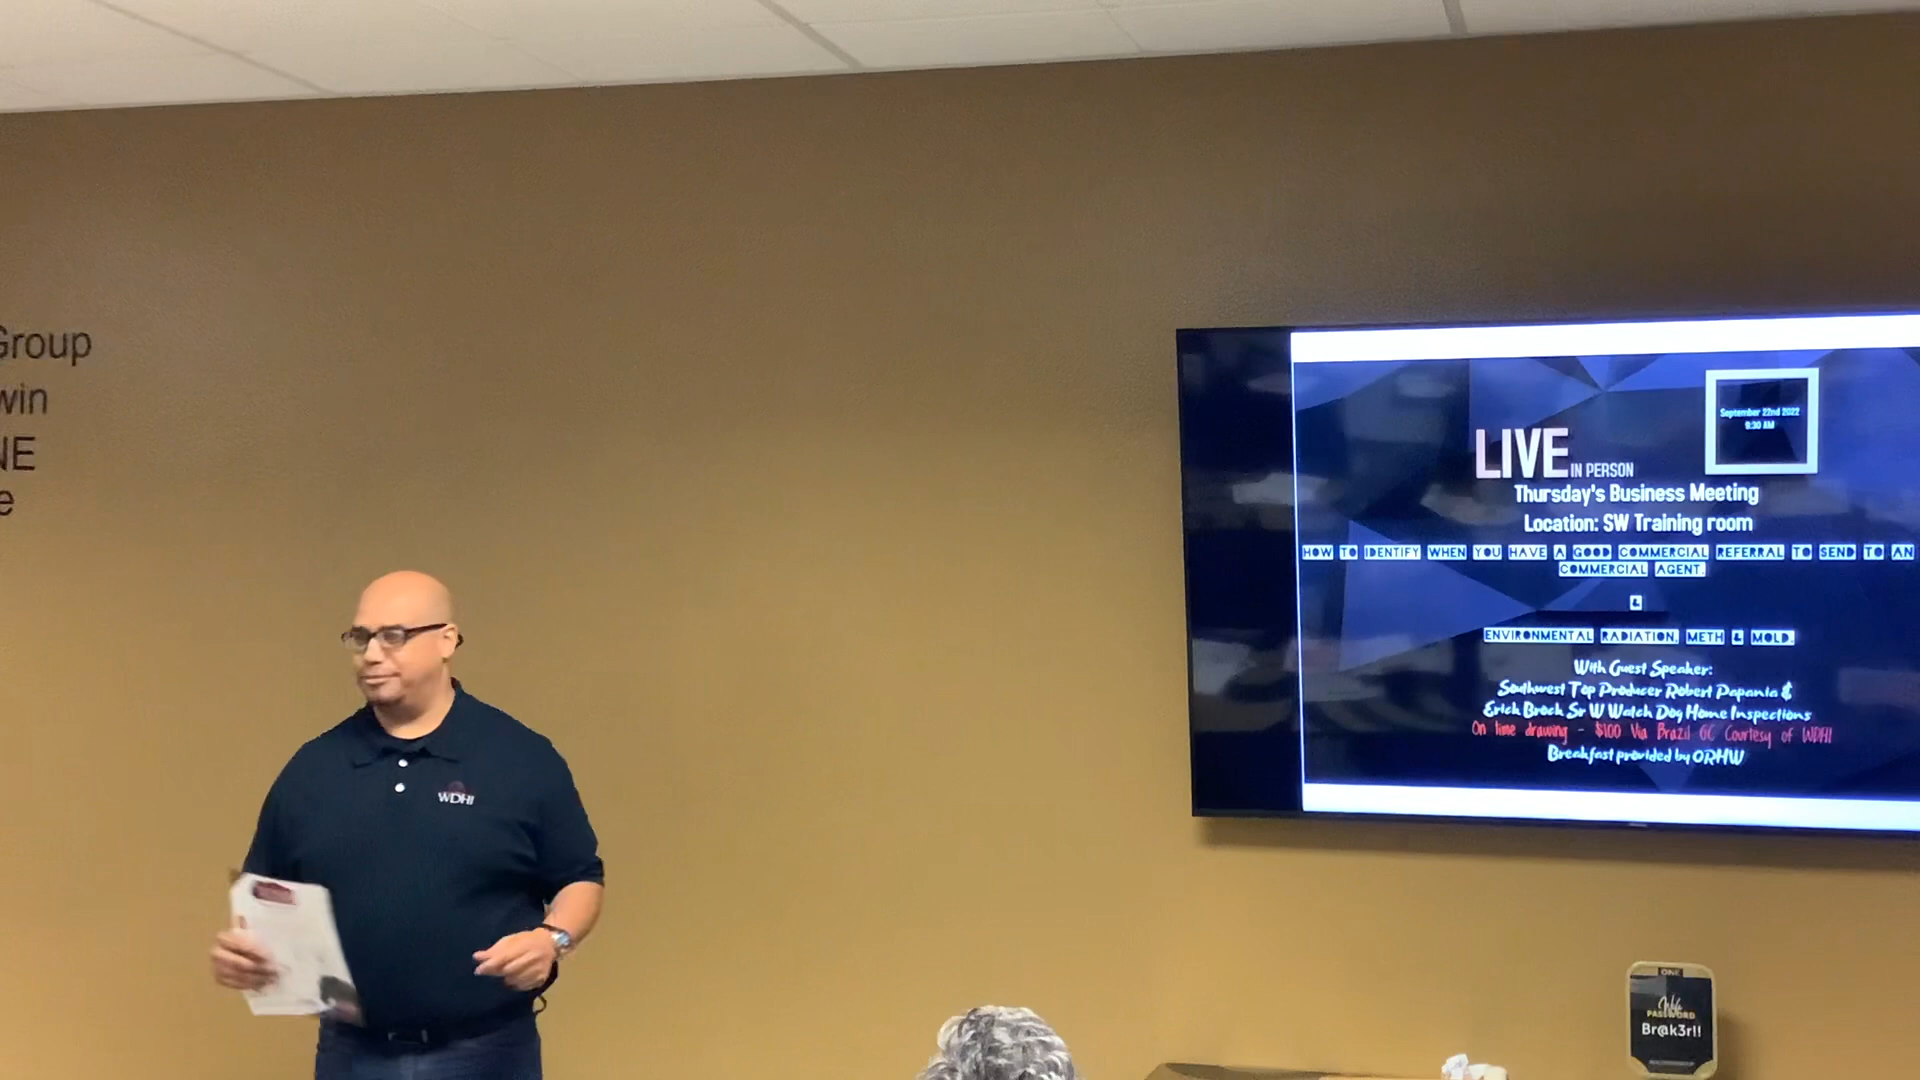 Group
win
NE
e
WDHI
September 22nd 2022
9:30 AM
LIVE IN PERSON
Thursday's Business Meeting
Location: SW Training room
HOW TO IDENTIFY WHEN YOU HAVE A GOOD COMMERCIAL REFERRAL TO SEND TO AN
COMMERCIAL AGENT.
&
ENVIRONMENTAL RADIATION, METH & MOLD.
With Guest Speaker:
Southwest Top Producer Robert Papania &
Erick Brock Sr W Watch Dog Home Inspections
On time drawing - $100 Via Brazil GC Courtesy of WDHI
Breakfast provided by ORHW
ONE
PASSWORD
Br@k3r!!